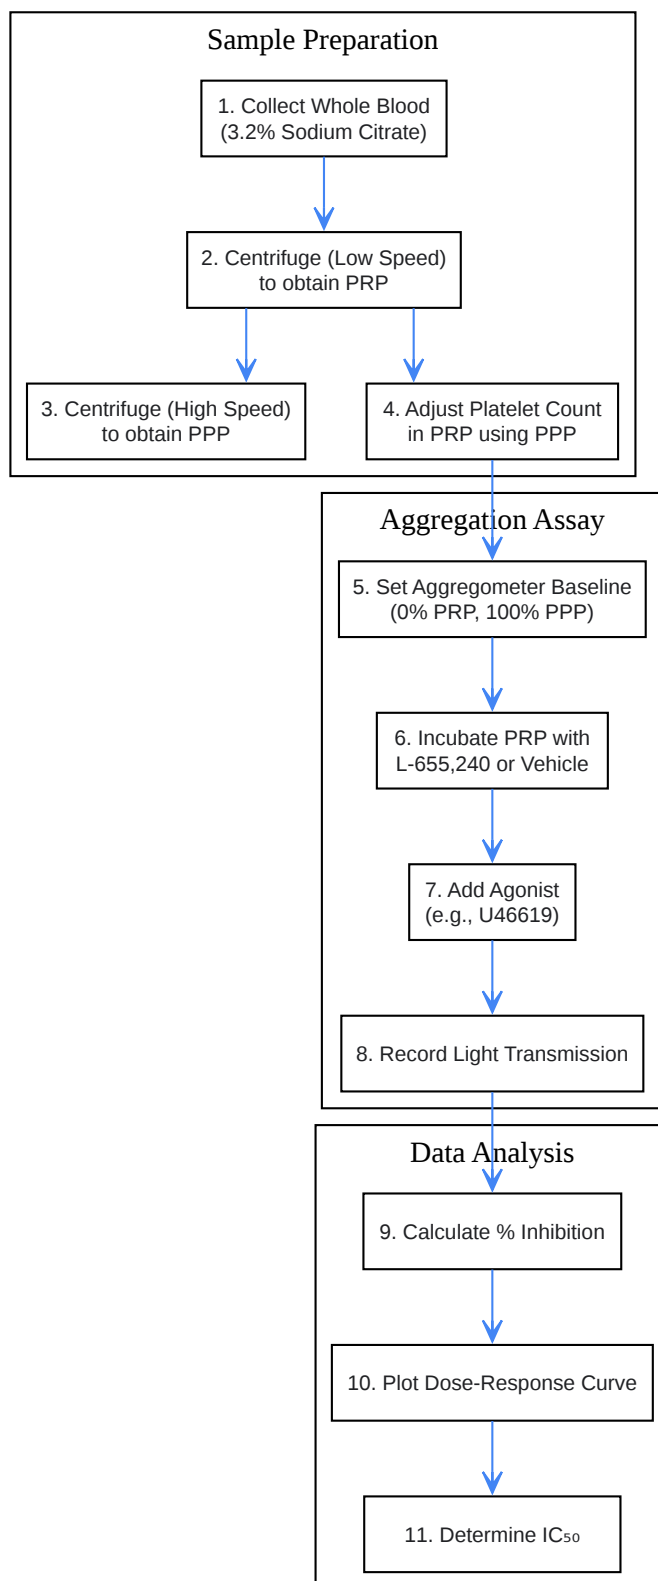 Sample Preparation
1. Collect Whole Blood
(3.2% Sodium Citrate)
2. Centrifuge (Low Speed)
to obtain PRP
3. Centrifuge (High Speed)
to obtain PPP
4. Adjust Platelet Count
in PRP using PPP
Aggregation Assay
5. Set Aggregometer Baseline
(0% PRP, 100% PPP)
6. Incubate PRP with
L-655,240 or Vehicle
7. Add Agonist
(e.g., U46619)
8. Record Light Transmission
Data Analysis
9. Calculate % Inhibition
10. Plot Dose-Response Curve
11. Determine IC₅₀